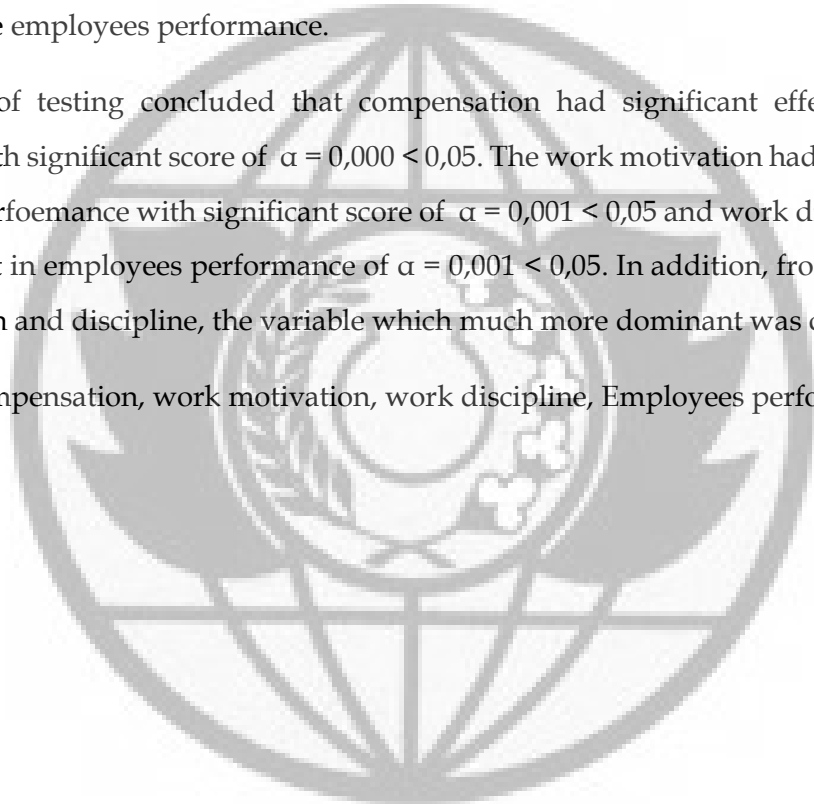 e employees performance.
of testing concluded that compensation had significant effe
th significant score of α = 0,000 < 0,05. The work motivation had
rfoemance with significant score of α = 0,001 < 0,05 and work d
t in employees performance of α = 0,001 < 0,05. In addition, fro
n and discipline, the variable which much more dominant was
mpensation, work motivation, work discipline, Employees perfo